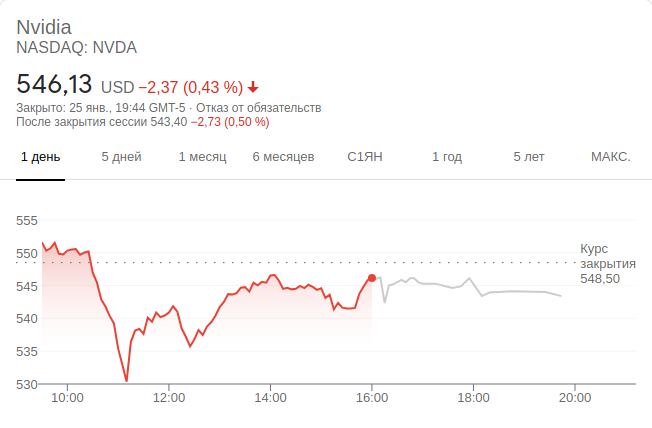 Nvidia
NASDAQ: NVDA
546,13 USD −2,37 (0,43 %)
Закрыто: 25 янв., 19:44 GMT-5 · Отказ от обязательств
После закрытия сессии 543,40 −2,73 (0,50 %)
1 день 5 дней 1 месяц 6 месяцев С1ЯН 1 год 5 лет МАКС.
555
550
545
540
535
530
Курс
закрытия
548,50
10:00 12:00 14:00 16:00 18:00 20:00